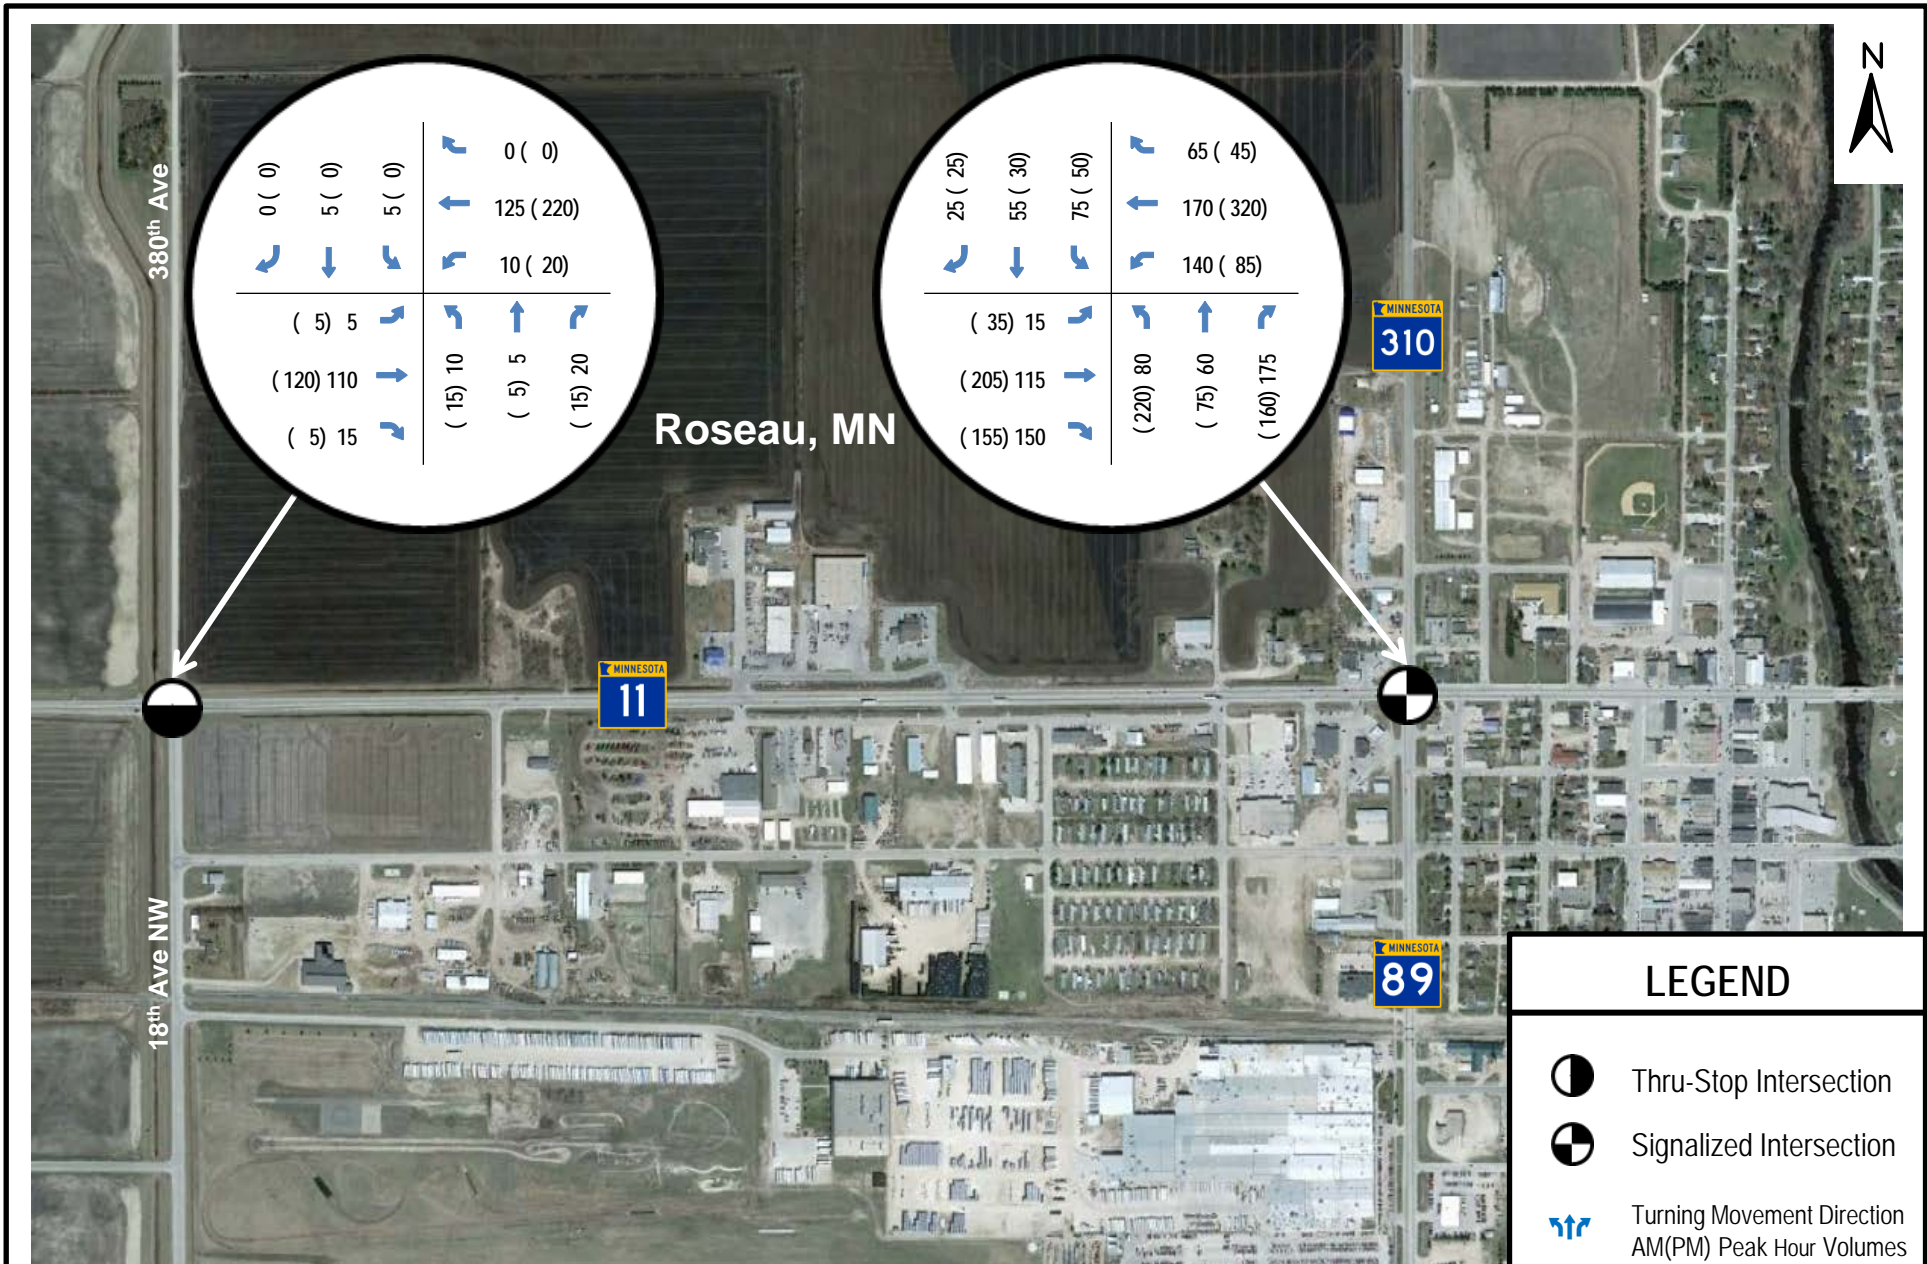 N
380th Ave
0 ( 0)
5 ( 0)
5 ( 0)
0 ( 0)
125 ( 220)
10 ( 20)
( 5) 5
( 120) 110
( 5) 15
( 15) 10
( 5) 5
( 15) 20
Roseau, MN
25 ( 25)
55 ( 30)
75 ( 50)
65 ( 45)
170 ( 320)
140 ( 85)
( 35) 15
(205) 115
( 155) 150
(220) 80
( 75) 60
( 160) 175
MINNESOTA
310
MINNESOTA
11
18th Ave NW
MINNESOTA
89
LEGEND
Thru-Stop Intersection
Signalized Intersection
Turning Movement Direction
AM(PM) Peak Hour Volumes